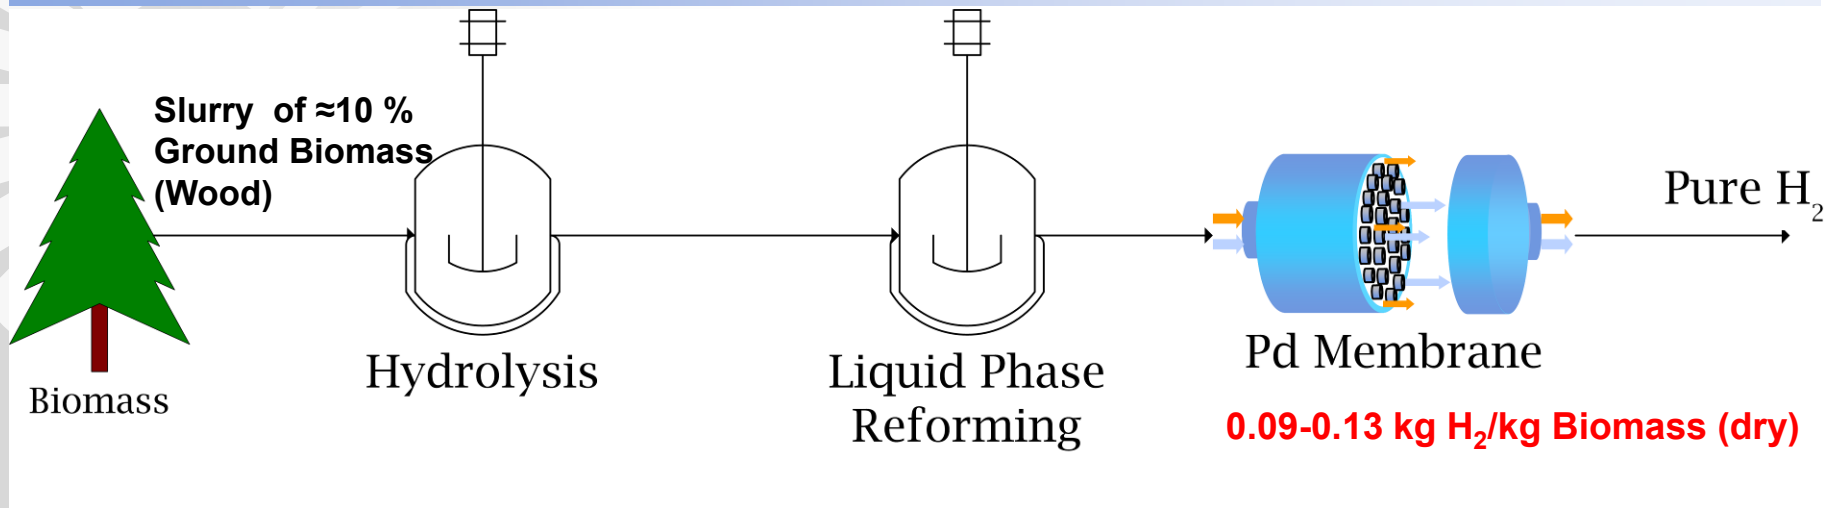 Slurry of ≈10 %
Ground Biomass
(Wood)
Biomass
Hydrolysis
Liquid Phase
Reforming
Pd Membrane
Pure H₂
0.09-0.13 kg H₂/kg Biomass (dry)